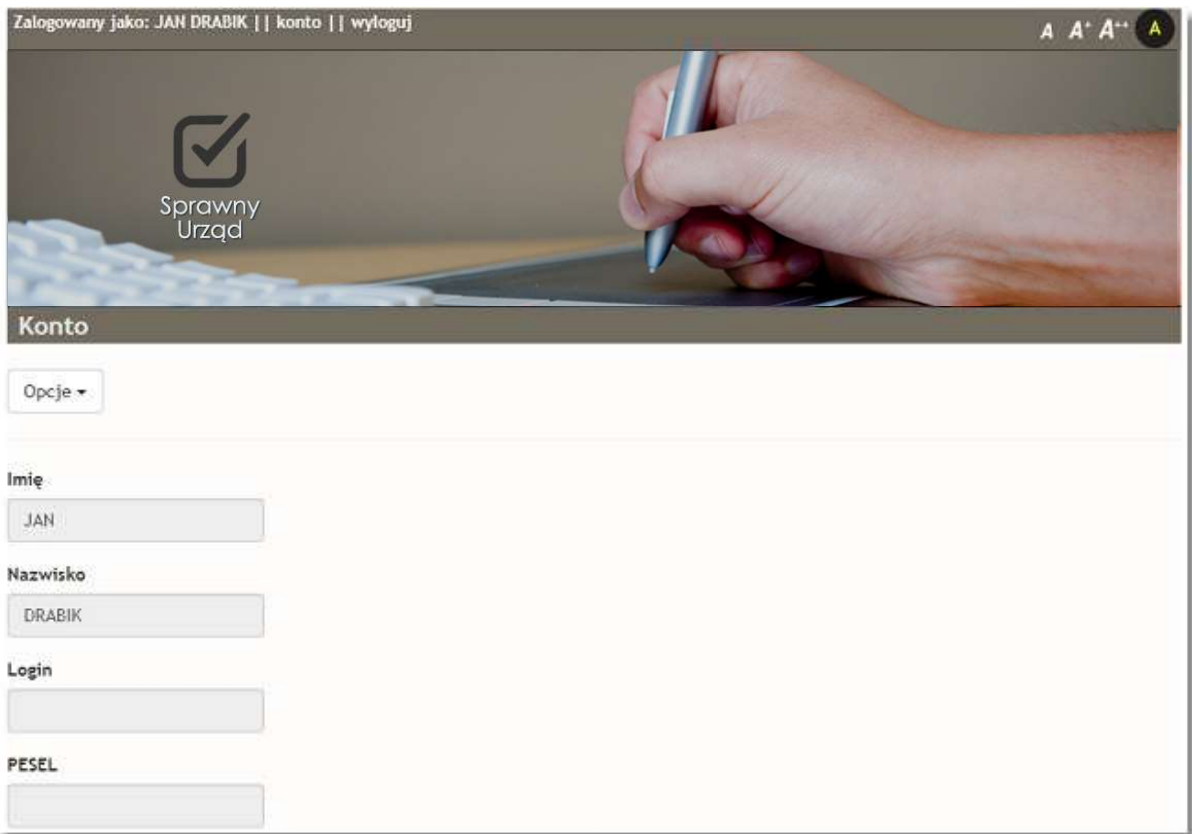 Zalogowany jako: JAN DRABIK || konto || wyloguj
A A+ A++ A
Sprawny
Urząd
Konto
Opcje
Imię
JAN
Nazwisko
DRABIK
Login
PESEL